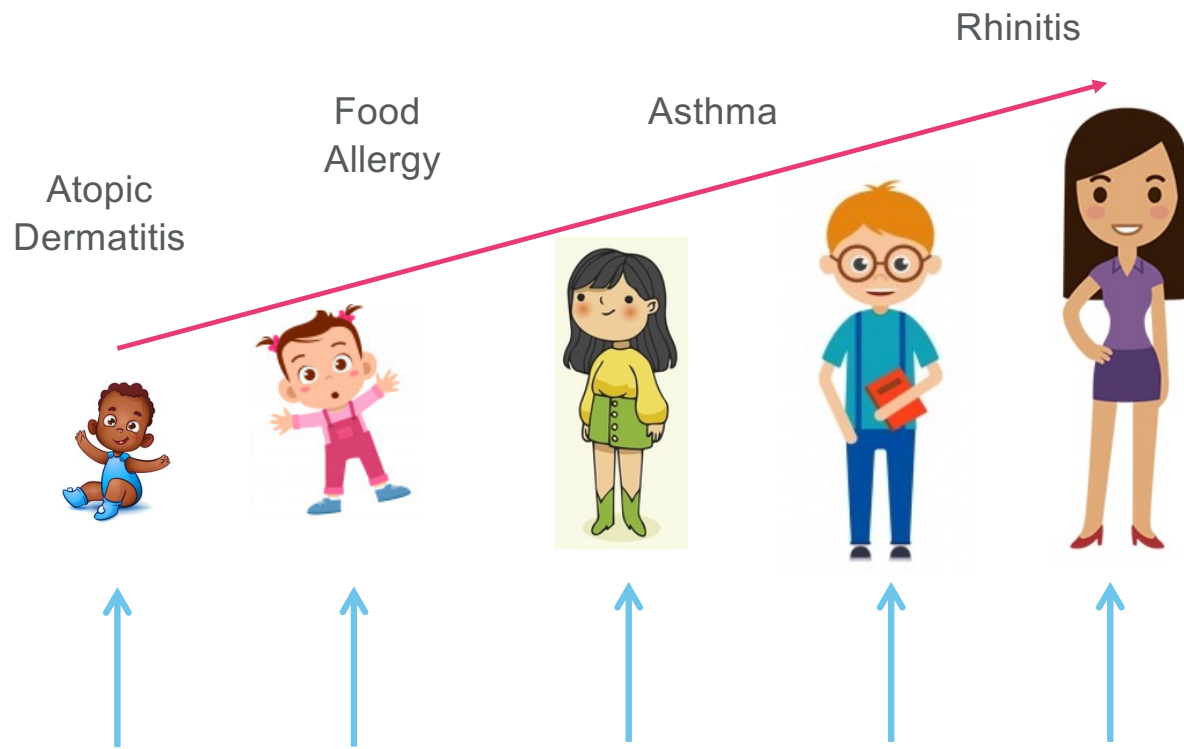 Rhinitis
Food
Allergy
Asthma
Atopic
Dermatitis